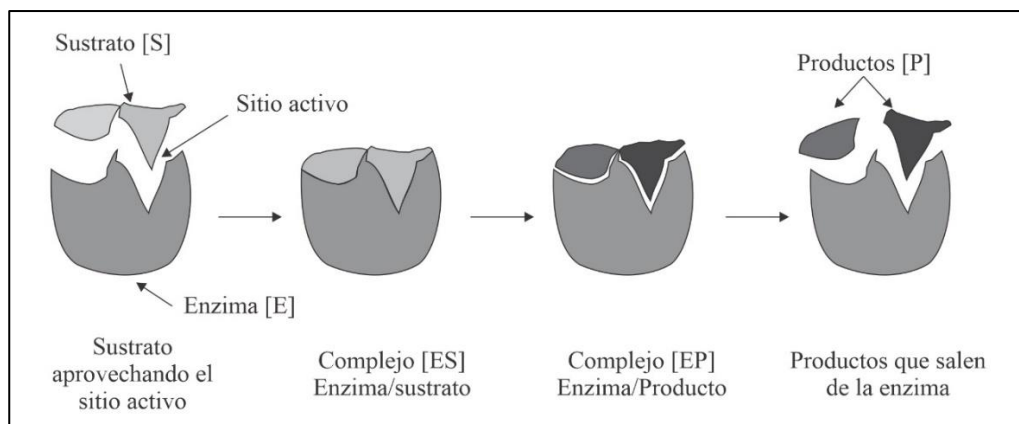 Sustrato [S]
Sitio activo
Productos [P]
Enzima [E]
Sustrato
aprovechando el
sitio activo
Complejo [ES]
Enzima/sustrato
Complejo [EP]
Enzima/Producto
Productos que salen
de la enzima